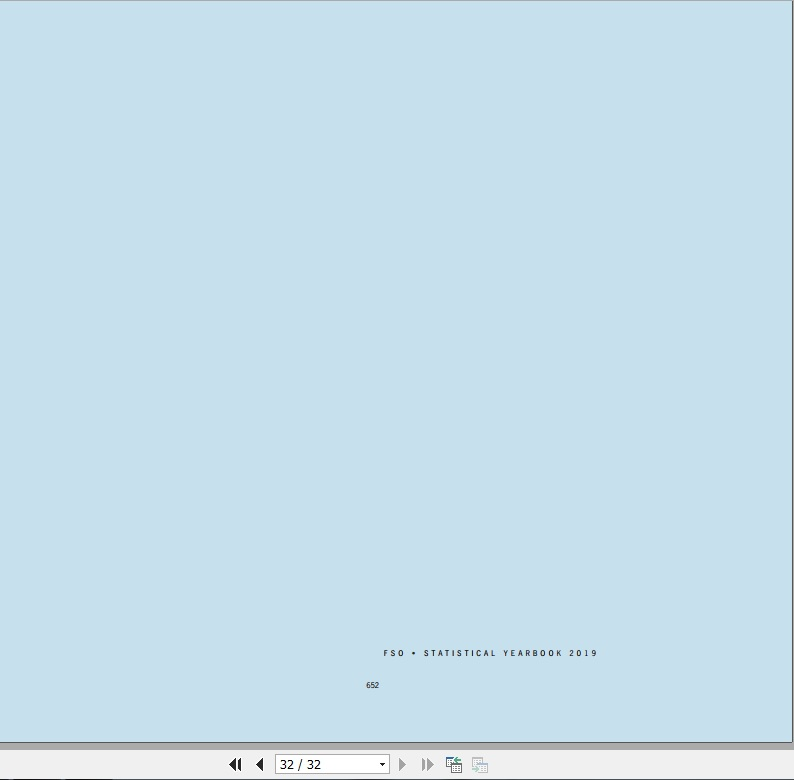 FSO • STATISTICAL YEARBOOK 2019
652
32 / 32